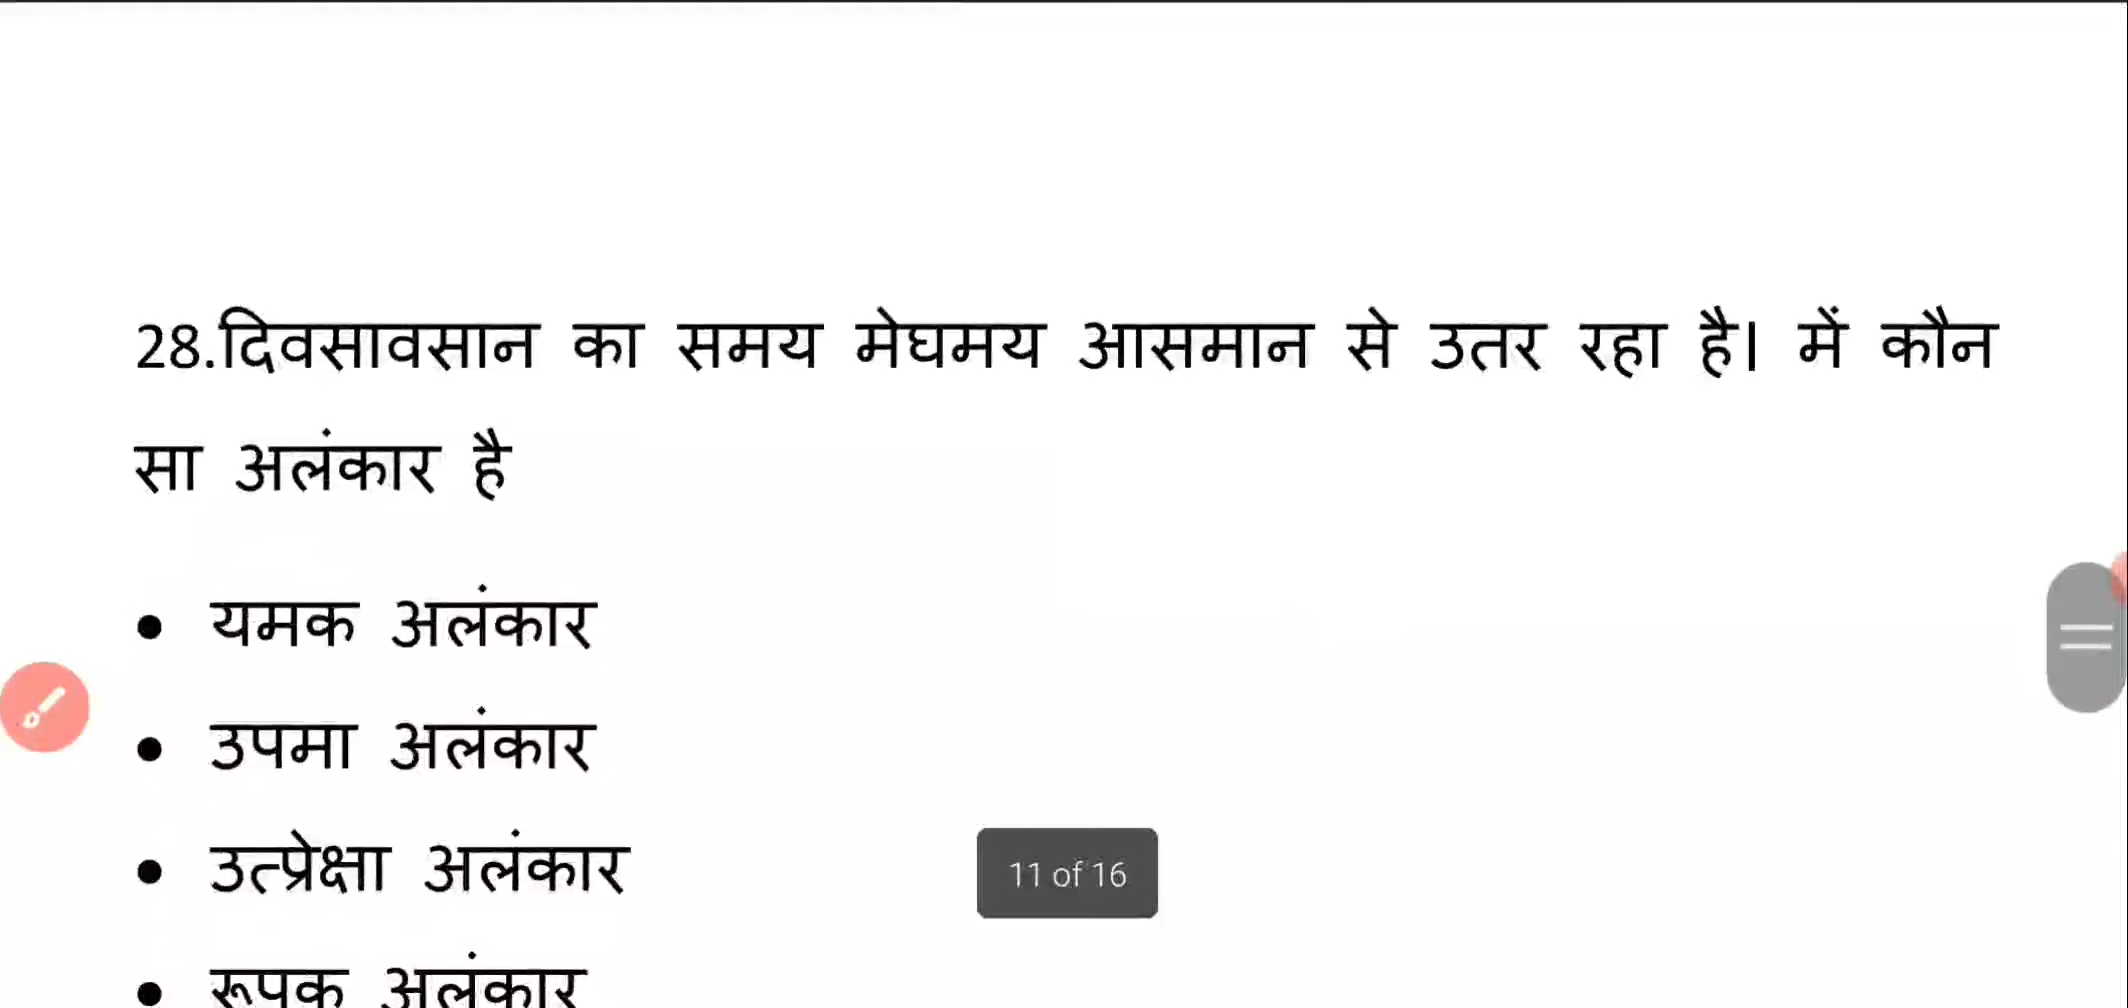 28.दिवसावसान का समय मेघमय आसमान से उतर रहा है। में कौन
सा अलंकार है
• यमक अलंकार
• उपमा अलंकार
• उत्प्रेक्षा अलंकार
11 of 16
• रूपक अलंकार